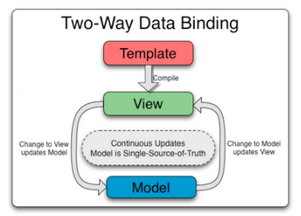 Two-Way Data Binding
Template
Compile
View
Change to View
updates Model
Continuous Updates
Model is Single-Source-of-Truth
Change to Model
updates View
Model